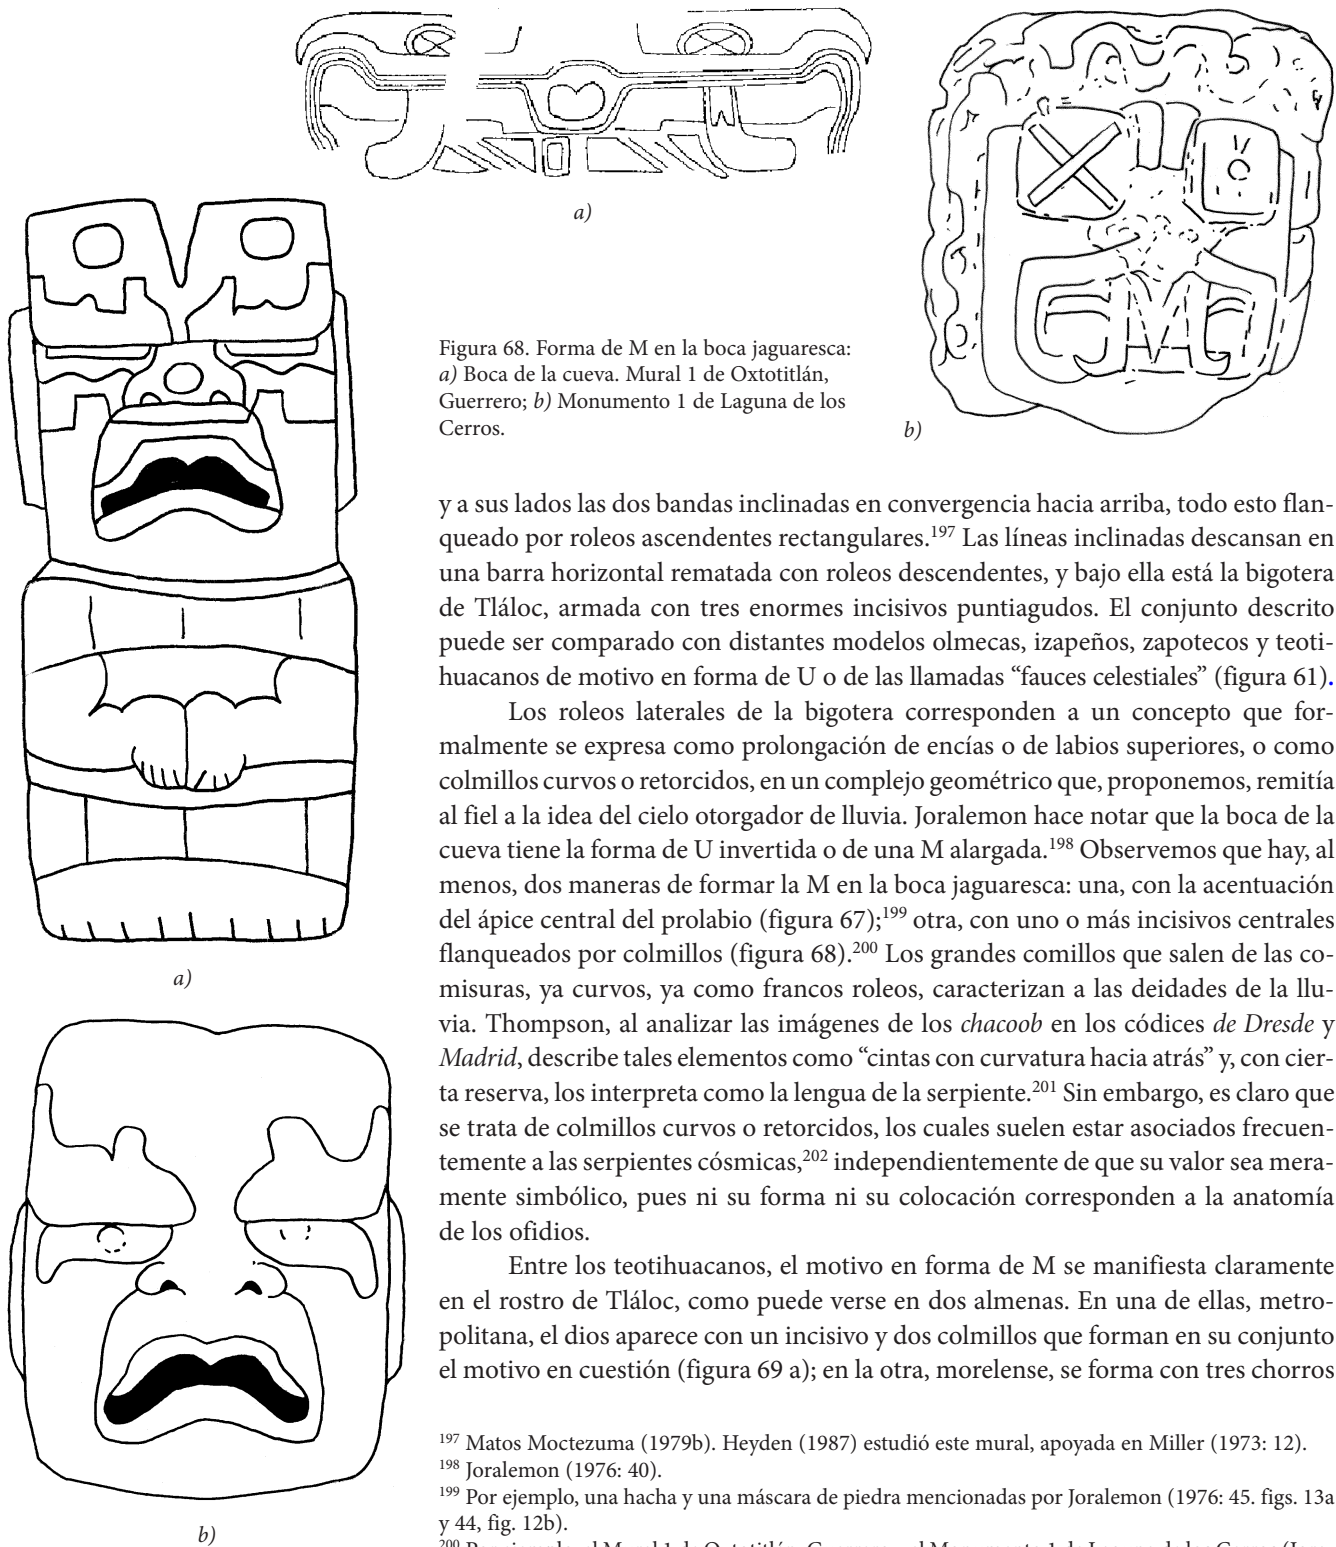 a)
Figura 68. Forma de M en la boca jaguaresca:
a) Boca de la cueva. Mural 1 de Oxtotitlán,
Guerrero; b) Monumento 1 de Laguna de los
Cerros.
b)
y a sus lados las dos bandas inclinadas en convergencia hacia arriba, todo esto flan-
queado por roleos ascendentes rectangulares.197 Las líneas inclinadas descansan en
una barra horizontal rematada con roleos descendentes, y bajo ella está la bigotera
de Tláloc, armada con tres enormes incisivos puntiagudos. El conjunto descrito
puede ser comparado con distantes modelos olmecas, izapeños, zapotecos y teoti-
huacanos de motivo en forma de U o de las llamadas “fauces celestiales” (figura 61).
Los roleos laterales de la bigotera corresponden a un concepto que for-
malmente se expresa como prolongación de encías o de labios superiores, o como
colmillos curvos o retorcidos, en un complejo geométrico que, proponemos, remitía
al fiel a la idea del cielo otorgador de lluvia. Joralemon hace notar que la boca de la
cueva tiene la forma de U invertida o de una M alargada.198 Observemos que hay, al
menos, dos maneras de formar la M en la boca jaguaresca: una, con la acentuación
del ápice central del prolabio (figura 67);199 otra, con uno o más incisivos centrales
flanqueados por colmillos (figura 68).200 Los grandes comillos que salen de las co-
misuras, ya curvos, ya como francos roleos, caracterizan a las deidades de la llu-
via. Thompson, al analizar las imágenes de los chacoob en los códices de Dresde y
Madrid, describe tales elementos como “cintas con curvatura hacia atrás” y, con cier-
ta reserva, los interpreta como la lengua de la serpiente.201 Sin embargo, es claro que
se trata de colmillos curvos o retorcidos, los cuales suelen estar asociados frecuen-
temente a las serpientes cósmicas,202 independientemente de que su valor sea mera-
mente simbólico, pues ni su forma ni su colocación corresponden a la anatomía
de los ofidios.
Entre los teotihuacanos, el motivo en forma de M se manifiesta claramente
en el rostro de Tláloc, como puede verse en dos almenas. En una de ellas, metro-
politana, el dios aparece con un incisivo y dos colmillos que forman en su conjunto
el motivo en cuestión (figura 69 a); en la otra, morelense, se forma con tres chorros
a)
b)
197 Matos Moctezuma (1979b). Heyden (1987) estudió este mural, apoyada en Miller (1973: 12).
198 Joralemon (1976: 40).
199 Por ejemplo, una hacha y una máscara de piedra mencionadas por Joralemon (1976: 45. figs. 13a
y 44, fig. 12b).